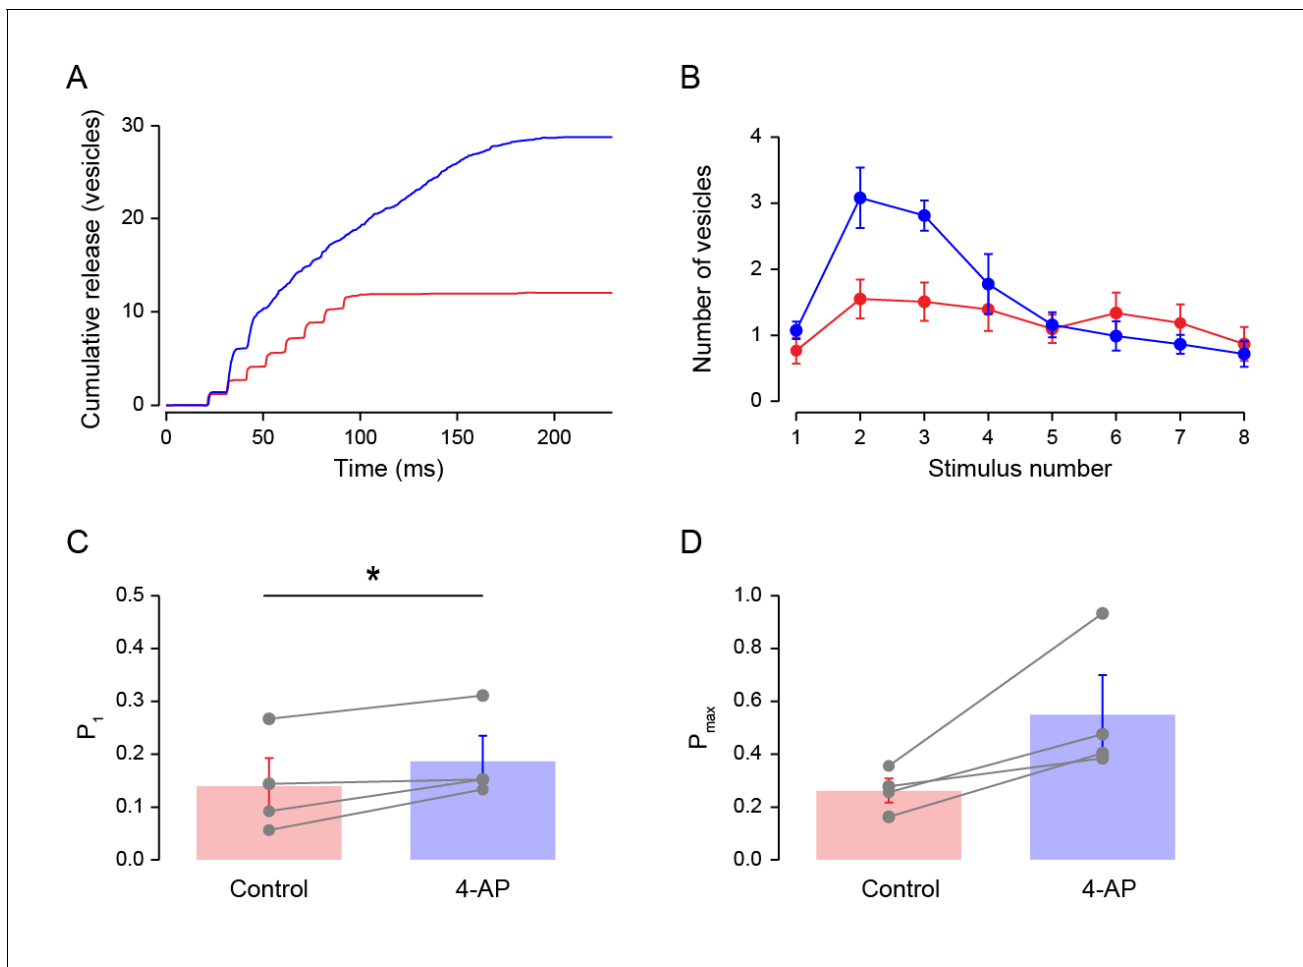 A
Cumulative release (vesicles)
30
20
10
0
0 50 100 150 200
Time (ms)
B
Number of vesicles
4
3
2
1
0
1 2 3 4 5 6 7 8
Stimulus number
C
P1
0.5
0.4
0.3
0.2
0.1
0.0
*
Control 4-AP
D
Pmax
1.0
0.8
0.6
0.4
0.2
0.0
Control 4-AP